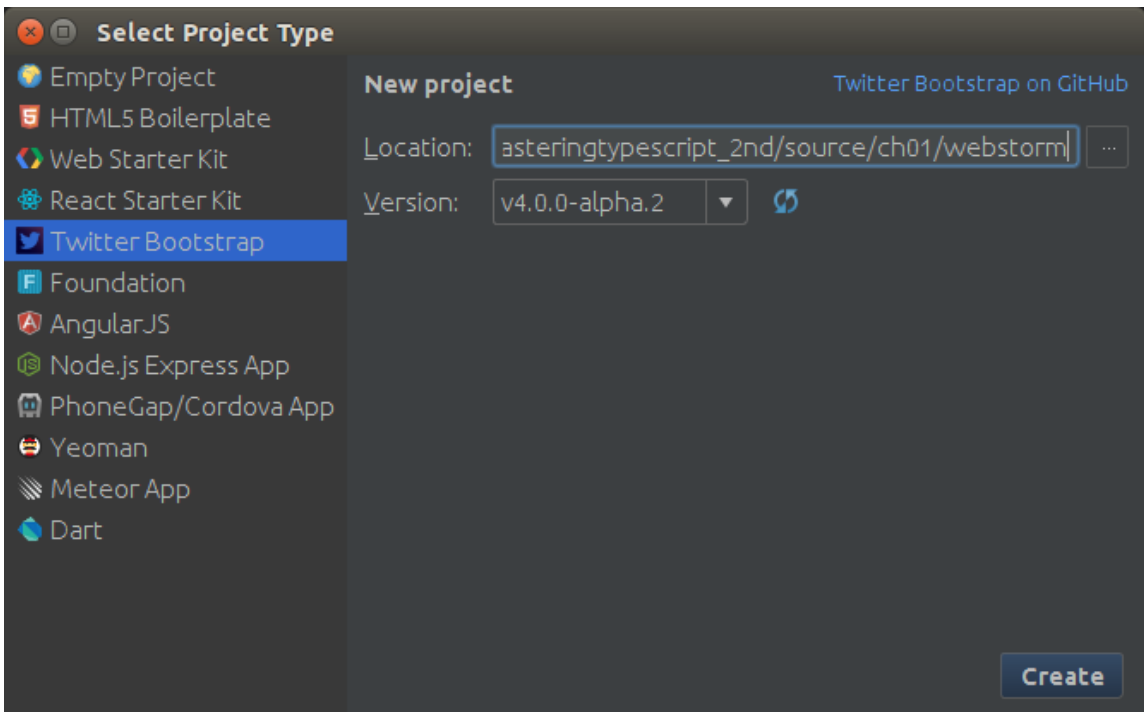 Select Project Type
Empty Project
HTML5 Boilerplate
Web Starter Kit
React Starter Kit
Twitter Bootstrap
Foundation
AngularJS
Node.js Express App
PhoneGap/Cordova App
Yeoman
Meteor App
Dart
New project
Twitter Bootstrap on GitHub
Location: asteringtypescript_2nd/source/ch01/webstorm ...
Version: v4.0.0-alpha.2
Create